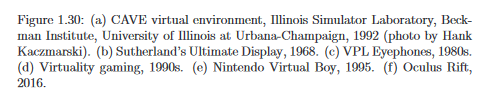 Figure 1.30: (a) CAVE virtual environment, Illinois Simulator Laboratory, Beck-
man Institute, University of Illinois at Urbana-Champaign, 1992 (photo by Hank
Kaczmarski). (b) Sutherland's Ultimate Display, 1968. (c) VPL Eyephones, 1980s.
(d) Virtuality gaming, 1990s. (e) Nintendo Virtual Boy, 1995. (f) Oculus Rift,
2016.